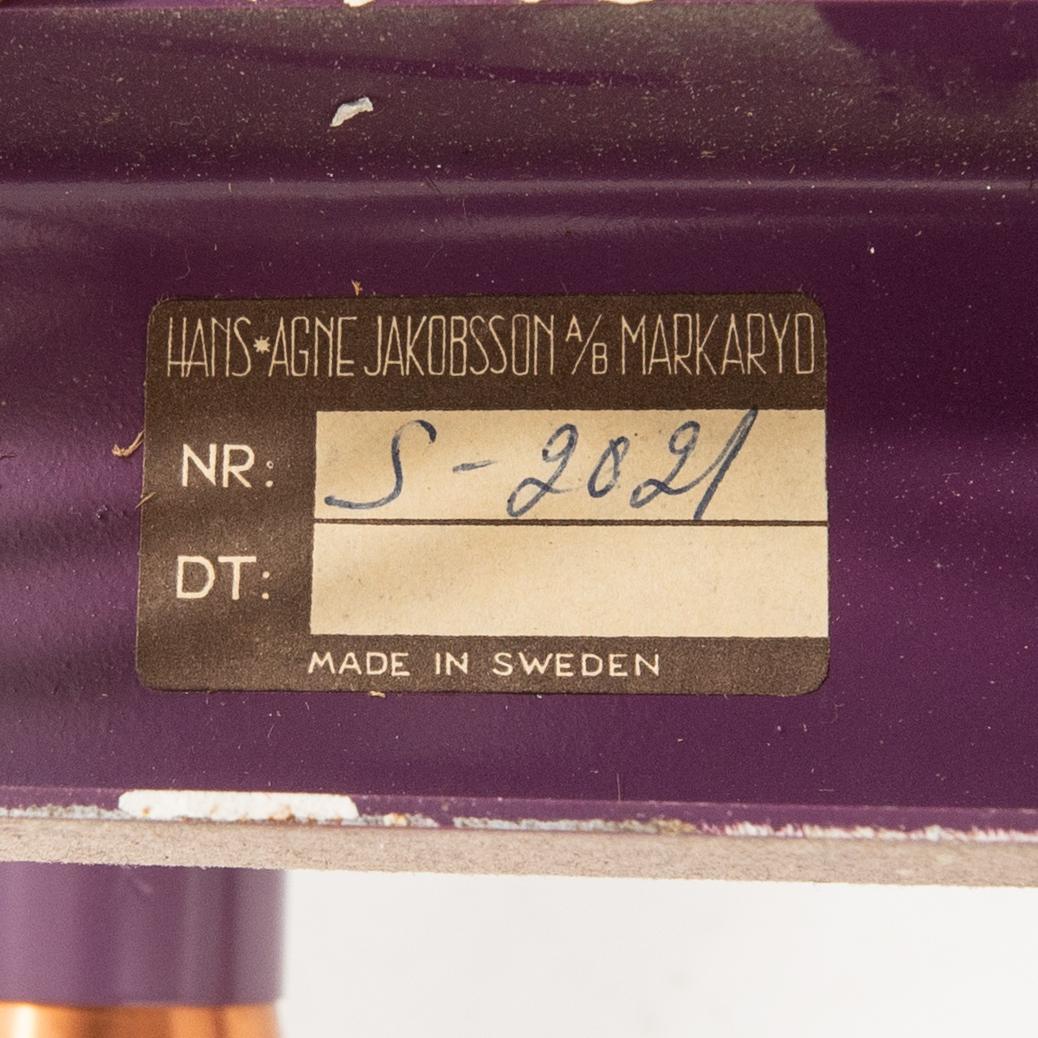 HANS*AGNE JAKOBSSON A/B MARKARYD
NR: S-2021
DT:
MADE IN SWEDEN